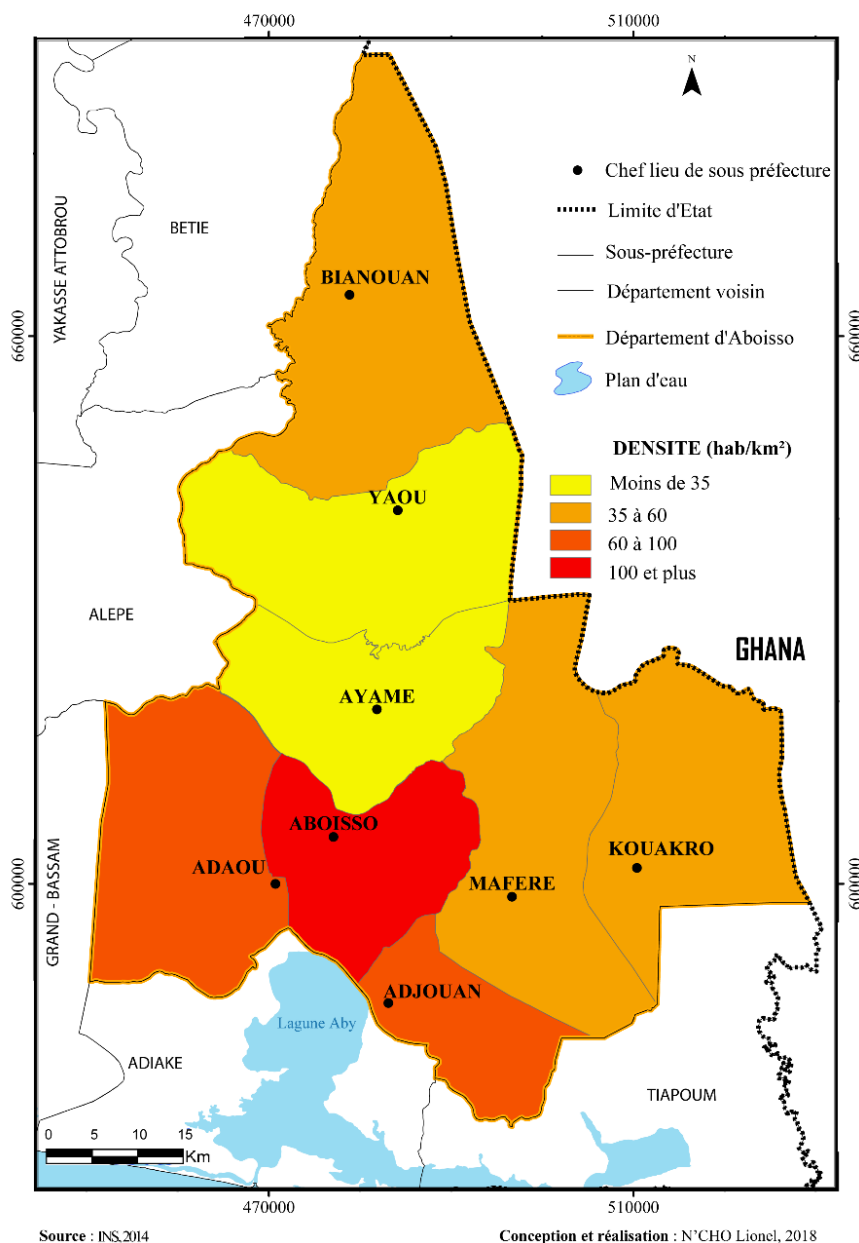 470000
510000
N
Chef lieu de sous préfecture
Limite d'Etat
Sous-préfecture
Département voisin
Département d'Aboisso
Plan d'eau
DENSITE (hab/km²)
Moins de 35
35 à 60
60 à 100
100 et plus
YAKASSE ATTOBROU
BETIE
BIANOUAN
660000
660000
YAOU
ALEPE
GHANA
AYAME
ABOISSO
ADAOU
KOUAKRO
MAFERE
600000
600000
GRAND - BASSAM
ADJOUAN
Lagune Aby
ADIAKE
TIAPOUM
0 5 10 15
Km
470000
510000
Source : INS,2014
Conception et réalisation : N'CHO Lionel, 2018